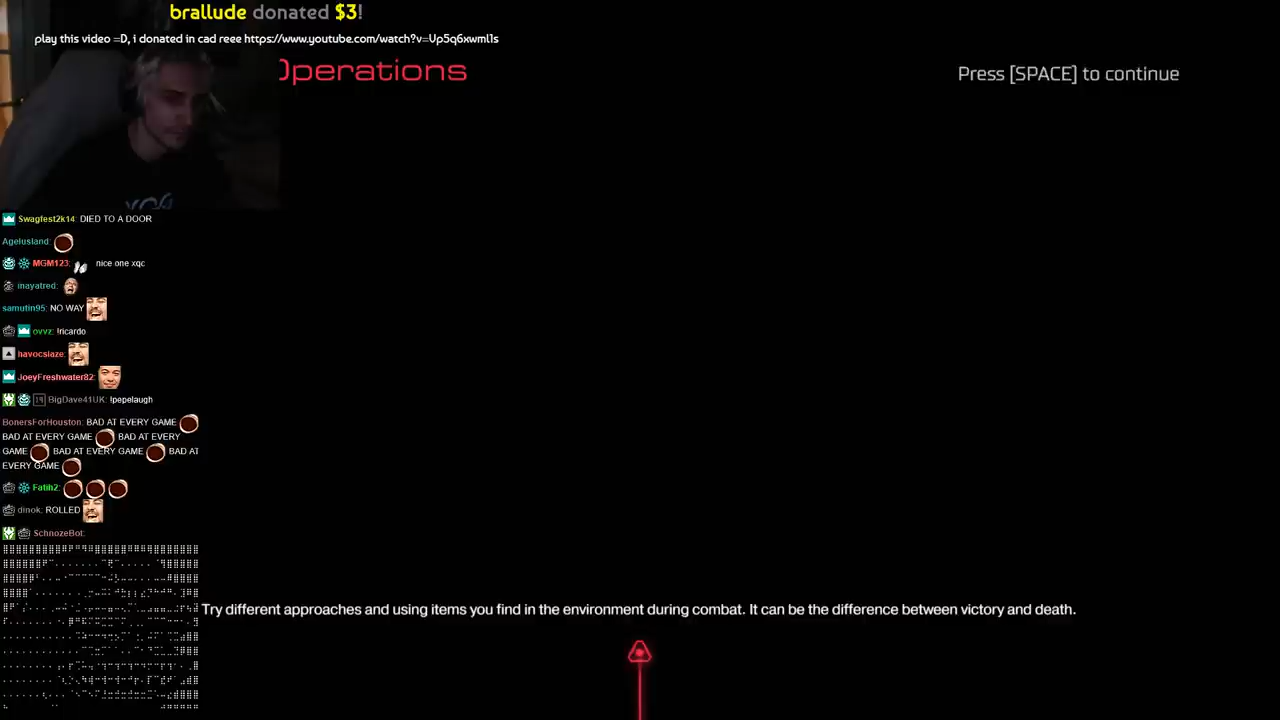 brallude donated $3!
play this video =D, i donated in cad reee https://www.youtube.com/watch?v=Up5q6xwml1s
Operations
Press [SPACE] to continue
Swagfest2k14: DIED TO A DOOR
Agelusland:
MGM123: nice one xqc
inayatred:
samutin95: NO WAY
ovvz: !ricardo
havocsiaze:
JoeyFreshwater82:
BigDave41UK: !pepelaugh
BonersForHouston: BAD AT EVERY GAME
BAD AT EVERY GAME BAD AT EVERY
GAME BAD AT EVERY GAME BAD AT
EVERY GAME
Fatih2:
dinok: ROLLED
SchnozeBot:
Try different approaches and using items you find in the environment during combat. It can be the difference between victory and death.